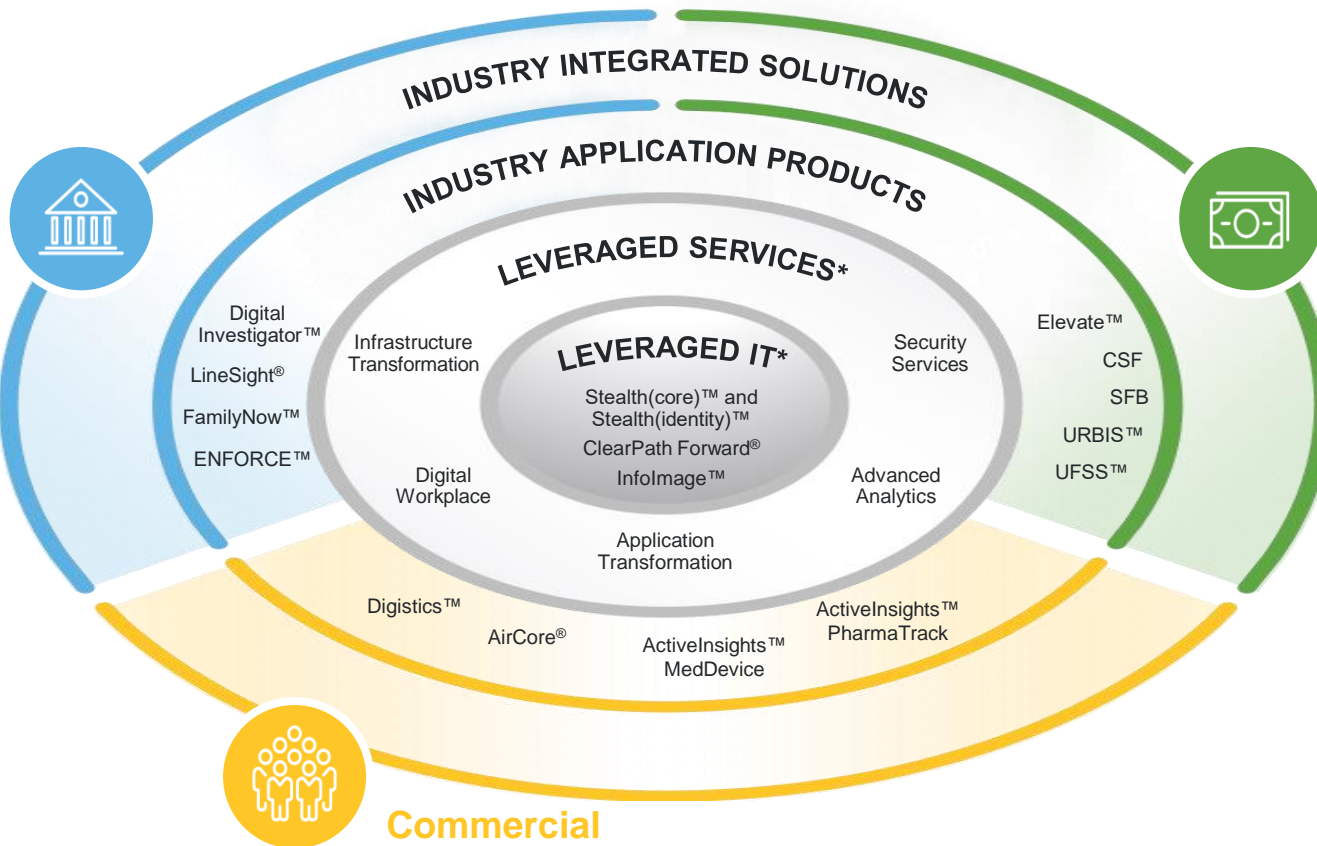 INDUSTRY INTEGRATED SOLUTIONS
INDUSTRY APPLICATION PRODUCTS
LEVERAGED SERVICES*
LEVERAGED IT*
Stealth(core)™ and
Stealth(identity)™
ClearPath Forward®
InfoImage™
Infrastructure
Transformation
Security
Services
Digital
Workplace
Advanced
Analytics
Application
Transformation
Digital
Investigator™
LineSight®
FamilyNow™
ENFORCE™
Elevate™
CSF
SFB
URBIS™
UFSS™
Digistics™
AirCore®
ActiveInsights™
MedDevice
ActiveInsights™
PharmaTrack
Commercial